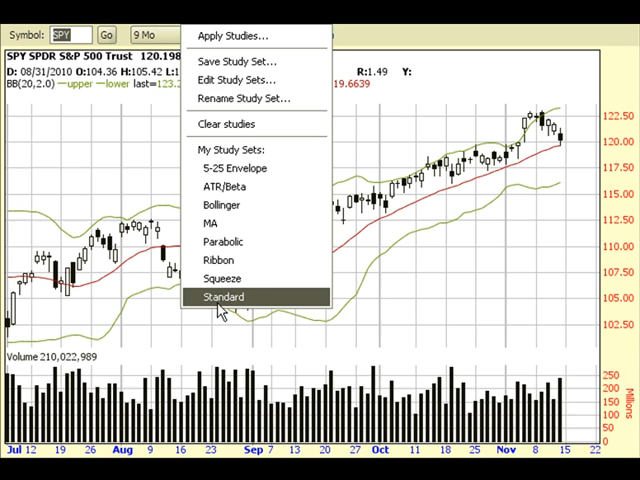 Symbol: SPY Go 9 Mo
SPY SPDR S&P 500 Trust 120.198
D: 08/31/2010 O:104.36 H:105.42 L:1 R:1.49 Y:
BB(20,2.0) upper lower last=123.2 19.6639
Apply Studies...
Save Study Set...
Edit Study Sets...
Rename Study Set...
Clear studies
My Study Sets:
5-25 Envelope
ATR/Beta
Bollinger
MA
Parabolic
Ribbon
Squeeze
Standard
122.50
120.00
117.50
115.00
112.50
110.00
107.50
105.00
102.50
Volume 210,022,989
250
200
150
100
50
0
Millions
Jul 12 19 26 Aug 9 16 23 Sep 7 13 20 27 Oct 11 18 25 Nov 8 15 22